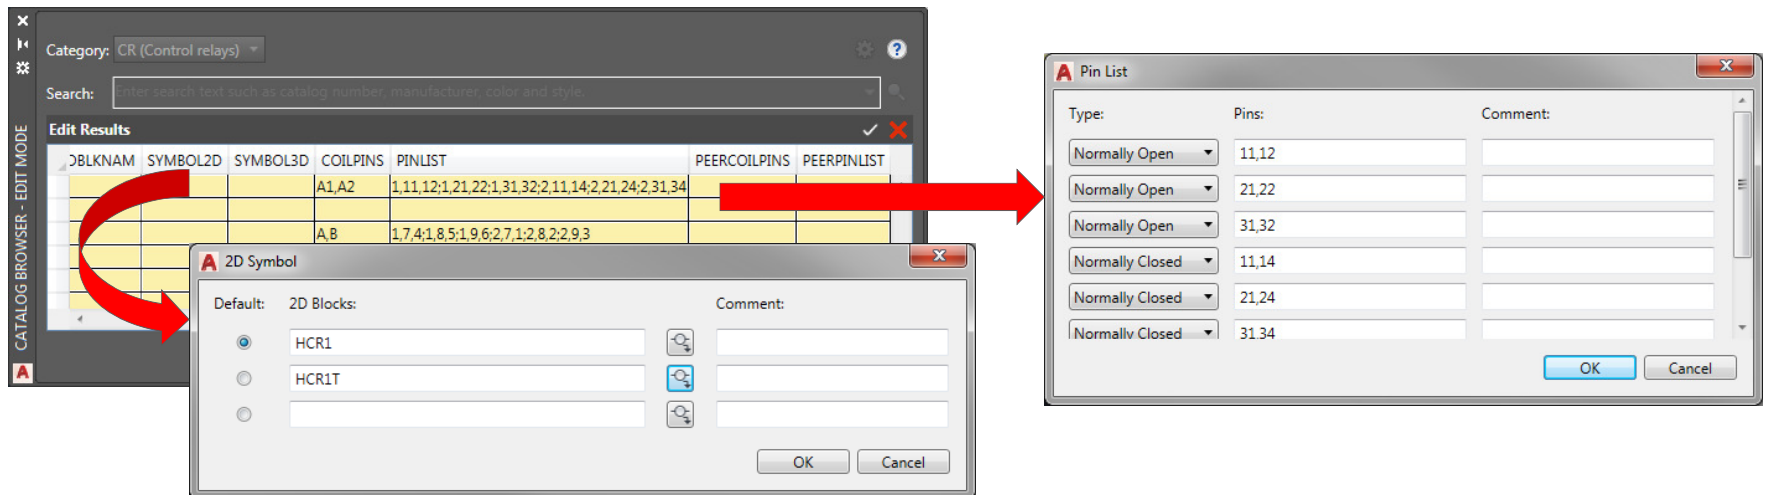 Category: CR (Control relays)
Search: Enter search text such as catalog number, manufacturer, color and style.
Edit Results
OBLKNAM SYMBOL2D SYMBOL3D COILPINS PINLIST PEERCOILPINS PEERPINLIST
A1,A2 1,11,12;1,21,22;1,31,32;2,11,14;2,21,24;2,31,34
A,B 1,7,4;1,8,5;1,9,6;2,7,1;2,8,2;2,9,3
CATALOG BROWSER - EDIT MODE
2D Symbol
Default: 2D Blocks: Comment:
HCR1
HCR1T
OK Cancel
Pin List
Type: Pins: Comment:
Normally Open 11,12
Normally Open 21,22
Normally Open 31,32
Normally Closed 11,14
Normally Closed 21,24
Normally Closed 31,34
OK Cancel